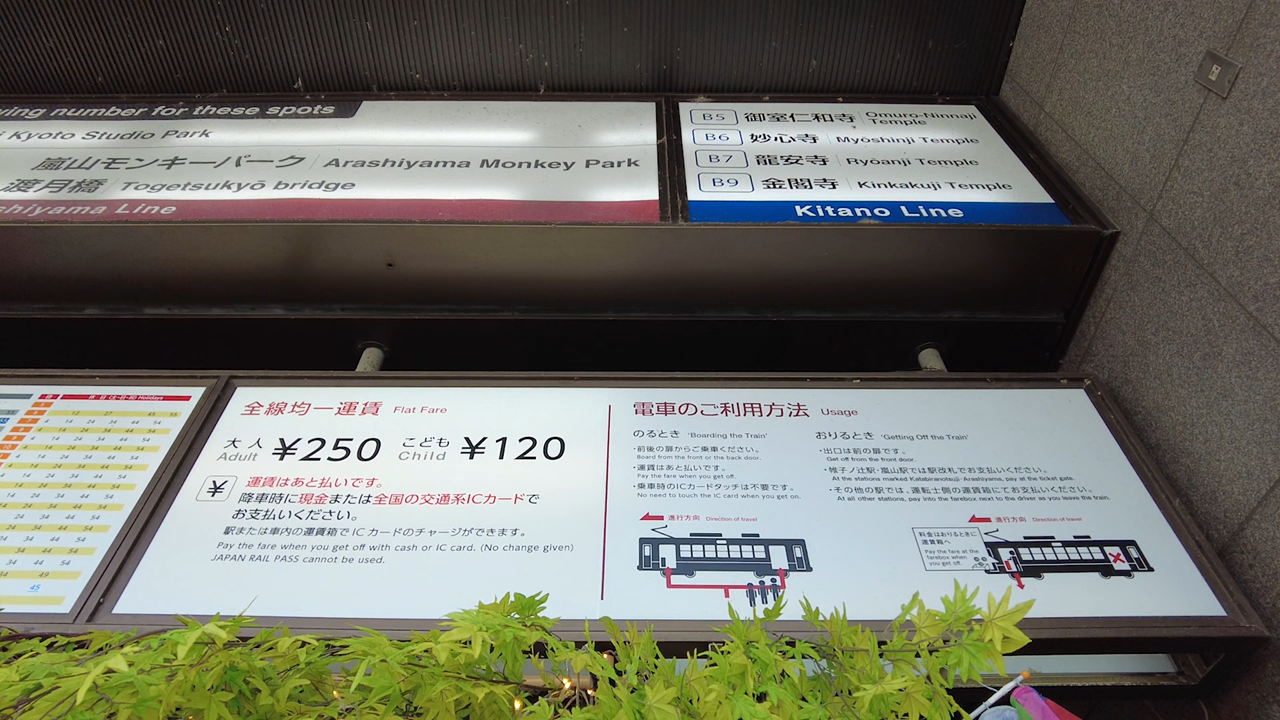 ing number for these spots
Kyoto Studio Park
嵐山モンキーパーク Arashiyama Monkey Park
渡月橋 Togetsukyō bridge
shiyama Line
B5 御室仁和寺 Omuro-Ninnaji Temple
B6 妙心寺 Myōshinji Temple
B7 龍安寺 Ryōanji Temple
B9 金閣寺 Kinkakuji Temple
Kitano Line
全線均一運賃 Flat Fare
大人 Adult ¥250 こども Child ¥120
¥
運賃はあと払いです。
降車時に現金または全国の交通系ICカードで
お支払いください。
駅または車内の運賃箱でICカードのチャージができます。
Pay the fare when you get off with cash or IC card. (No change given)
JAPAN RAIL PASS cannot be used.
電車のご利用方法 Usage
のるとき 'Boarding the Train'
・前後の扉からご乗車ください。
Board from the front or the back door.
・運賃はあと払いです。
Pay the fare when you get off.
・乗車時のICカードタッチは不要です。
No need to touch the IC card when you get on.
進行方向 Direction of travel
おりるとき 'Getting Off the Train'
・出口は前の扉です。
Get off from the front door.
・帷子ノ辻駅・嵐山駅では駅改札でお支払いください。
At the stations marked Katabiranotsuji・Arashiyama, pay at the ticket gate.
・その他の駅では、運転士側の運賃箱にてお支払いください。
At all other stations, pay into the farebox next to the driver as you leave the train.
進行方向 Direction of travel
料金はおりるときに
運賃箱へ
Pay the fare at the
farebox when
you get off.